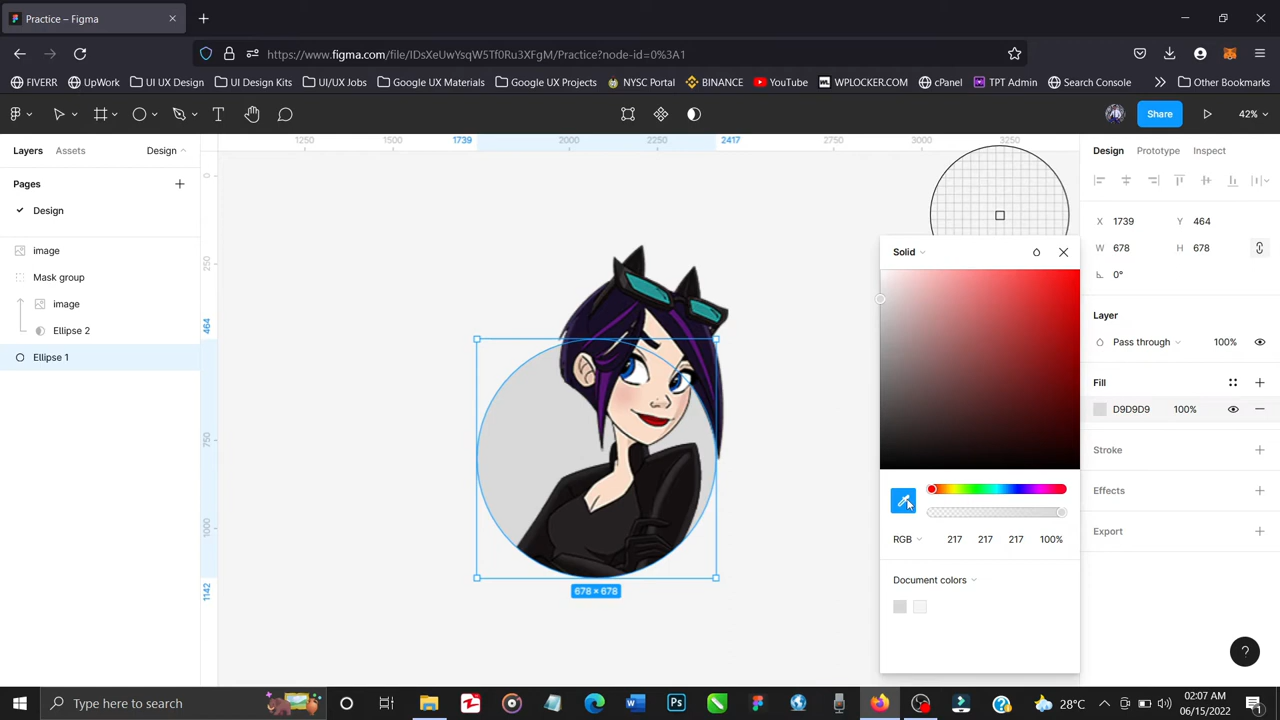 Practice – Figma
https://www.figma.com/file/IDsXeUwYsqW5Tf0Ru3XFgM/Practice?node-id=0%3A1
FIVERR
UpWork
UI UX Design
UI Design Kits
UI/UX Jobs
Google UX Materials
Google UX Projects
NYSC Portal
BINANCE
YouTube
WPLOCKER.COM
cPanel
TPT Admin
Search Console
Other Bookmarks
Share
42%
Layers
Assets
Design
1250
1500
1739
2000
2250
2417
2750
3000
3250
Design
Prototype
Inspect
Pages
Design
0
X 1739
Y 464
image
Solid
W 678
H 678
Mask group
250
0°
image
Layer
Ellipse 2
464
Pass through
100%
Ellipse 1
Fill
D9D9D9
100%
750
Stroke
Effects
1000
Export
RGB 217 217 217 100%
Document colors
1142
678 × 678
?
Type here to search
28°C
02:07 AM
06/15/2022